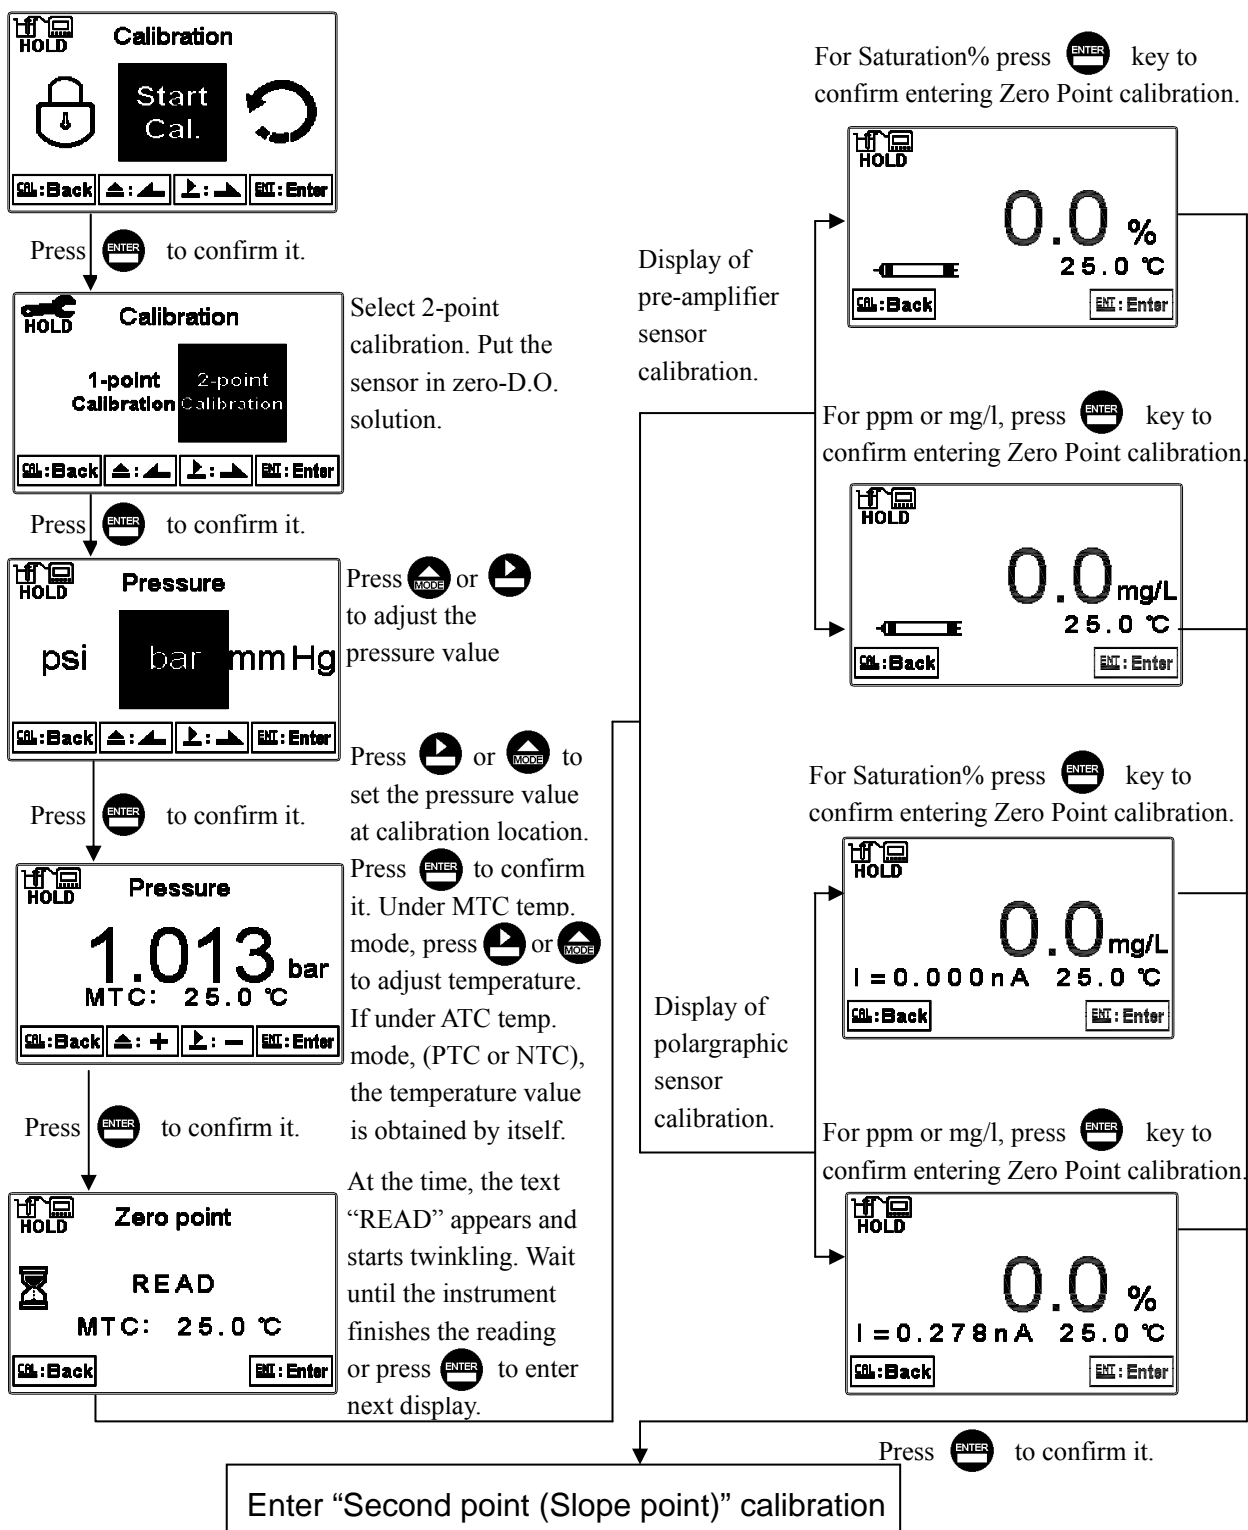 HOLD
Calibration
Start
Cal.
CAL:Back
ENT:Enter
Press ENTER to confirm it.
HOLD
Calibration
1-point
Calibration
2-point
Calibration
CAL:Back
ENT:Enter
Select 2-point
calibration. Put the
sensor in zero-D.O.
solution.
Press ENTER to confirm it.
HOLD
Pressure
psi bar mmHg
CAL:Back
ENT:Enter
Press MODE or
to adjust the
pressure value
Press ENTER to confirm it.
HOLD
Pressure
1.013 bar
MTC: 25.0 ℃
CAL:Back : + : − ENT:Enter
Press or MODE to
set the pressure value
at calibration location.
Press ENTER to confirm
it. Under MTC temp.
mode, press or MODE
to adjust temperature.
If under ATC temp.
mode, (PTC or NTC),
the temperature value
is obtained by itself.
Press ENTER to confirm it.
HOLD
Zero point
READ
MTC: 25.0 ℃
CAL:Back
ENT:Enter
At the time, the text
“READ” appears and
starts twinkling. Wait
until the instrument
finishes the reading
or press ENTER to enter
next display.
Display of
pre-amplifier
sensor
calibration.
For Saturation% press ENTER key to
confirm entering Zero Point calibration.
HOLD
0.0 %
25.0 ℃
CAL:Back
ENT:Enter
For ppm or mg/l, press ENTER key to
confirm entering Zero Point calibration.
HOLD
0.0 mg/L
25.0 ℃
CAL:Back
ENT:Enter
Display of
polargraphic
sensor
calibration.
For Saturation% press ENTER key to
confirm entering Zero Point calibration.
HOLD
0.0 mg/L
I=0.000nA 25.0 ℃
CAL:Back
ENT:Enter
For ppm or mg/l, press ENTER key to
confirm entering Zero Point calibration.
HOLD
0.0 %
I=0.278nA 25.0 ℃
CAL:Back
ENT:Enter
Press ENTER to confirm it.
Enter “Second point (Slope point)” calibration